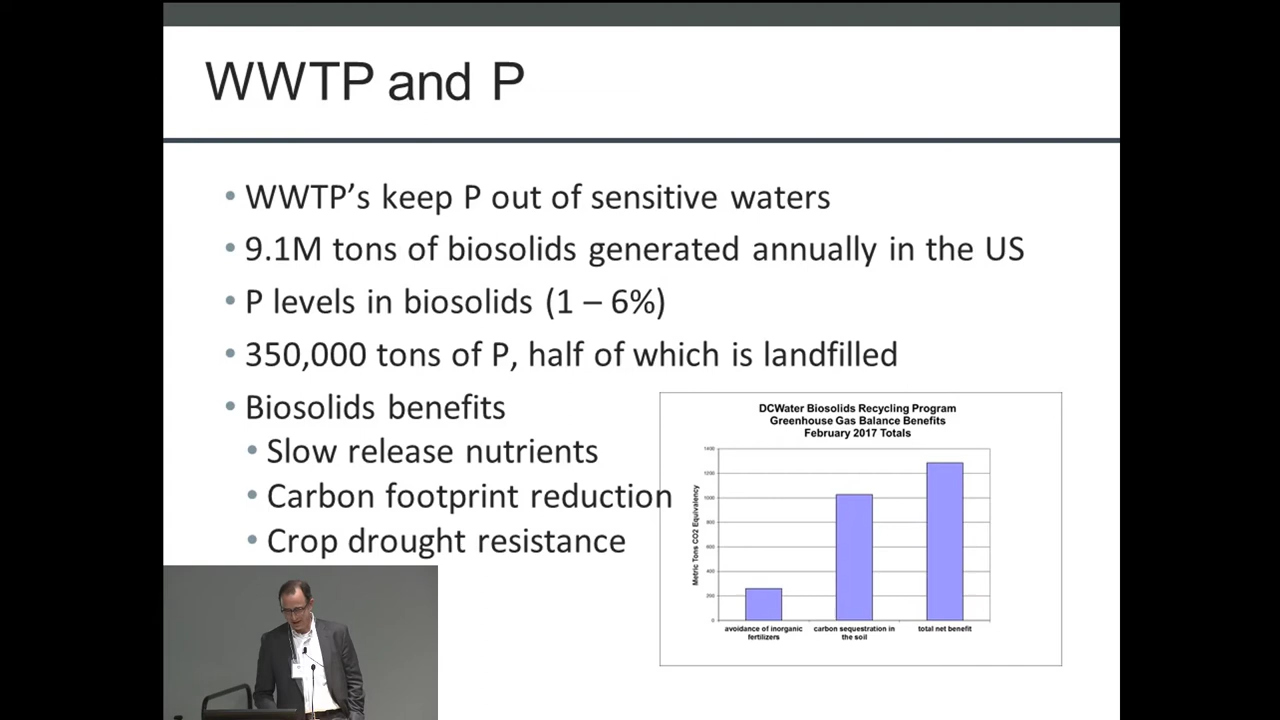 WWTP and P
• WWTP’s keep P out of sensitive waters
• 9.1M tons of biosolids generated annually in the US
• P levels in biosolids (1 – 6%)
• 350,000 tons of P, half of which is landfilled
• Biosolids benefits
• Slow release nutrients
• Carbon footprint reduction
• Crop drought resistance
DCWater Biosolids Recycling Program
Greenhouse Gas Balance Benefits
February 2017 Totals
Metric Tons CO2 Equivalency
1400
1200
1000
800
600
400
200
0
avoidance of inorganic
fertilizers
carbon sequestration in
the soil
total net benefit